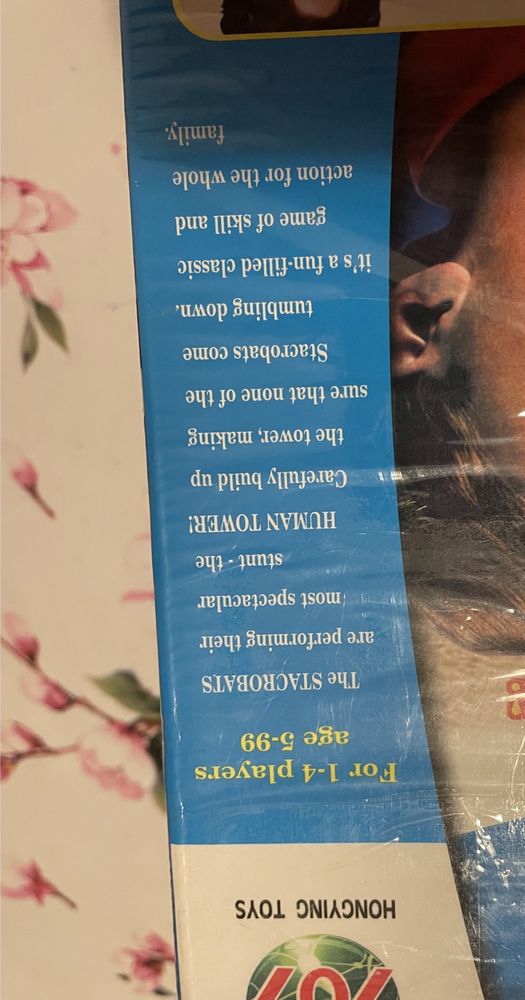 HONGYING TOYS
For 1-4 players
age 5-99
The STACROBATS
are performing their
most spectacular
stunt - the
HUMAN TOWER!
Carefully build up
the tower, making
sure that none of the
Stacrobats come
tumbling down.
it's a fun-filled classic
game of skill and
action for the whole
family.